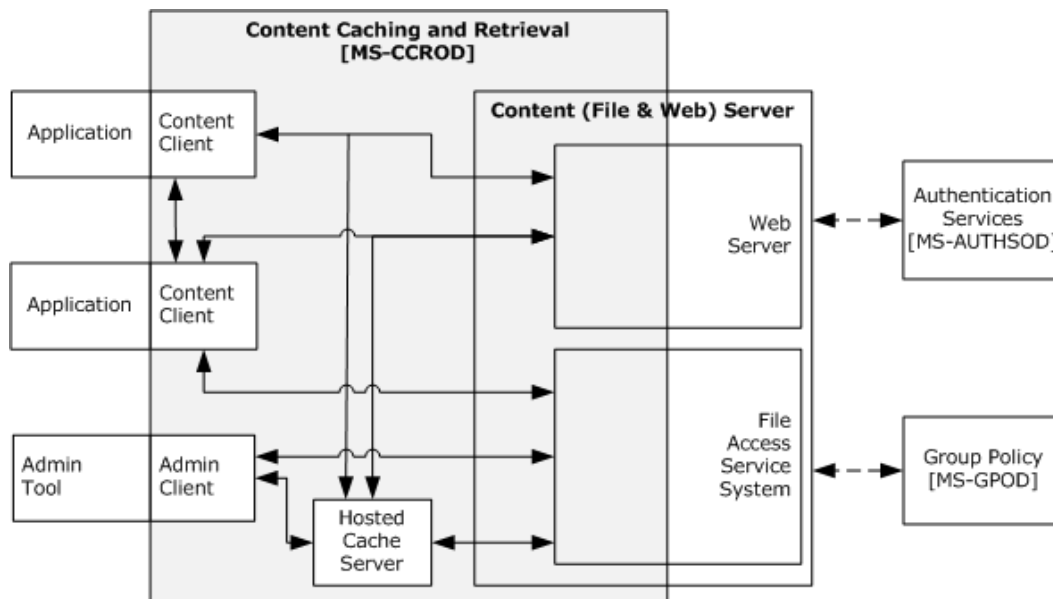 Content Caching and Retrieval
[MS-CCROD]
Content (File & Web) Server
Application
Content
Client
Web
Server
Authentication
Services
[MS-AUTHSOD]
Application
Content
Client
File
Access
Service
System
Group Policy
[MS-GPOD]
Admin
Tool
Admin
Client
Hosted
Cache
Server